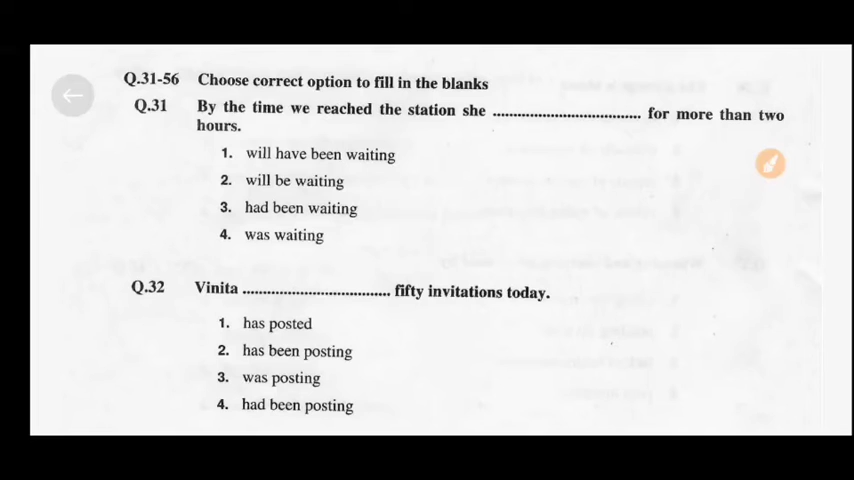 Q.31-56 Choose correct option to fill in the blanks
Q.31 By the time we reached the station she .................................... for more than two
hours.
1. will have been waiting
2. will be waiting
3. had been waiting
4. was waiting
Q.32 Vinita .................................... fifty invitations today.
1. has posted
2. has been posting
3. was posting
4. had been posting